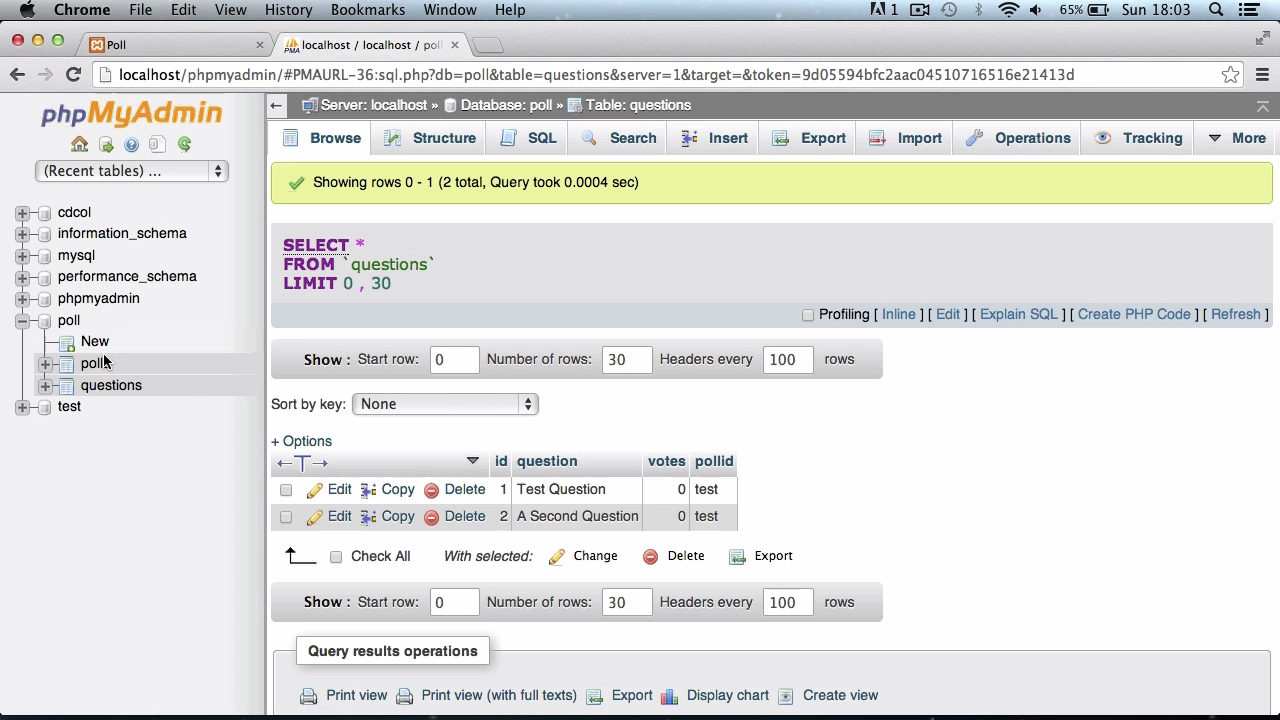 Chrome File Edit View History Bookmarks Window Help 1 65% Sun 18:03
Poll localhost / localhost / poll
localhost/phpmyadmin/#PMAURL-36:sql.php?db=poll&table=questions&server=1&target=&token=9d05594bfc2aac04510716516e21413d
phpMyAdmin
(Recent tables) ...
cdcol
information_schema
mysql
performance_schema
phpmyadmin
poll
New
questions
test
Server: localhost » Database: poll » Table: questions
Browse Structure SQL Search Insert Export Import Operations Tracking More
Showing rows 0 - 1 (2 total, Query took 0.0004 sec)
SELECT *
FROM `questions`
LIMIT 0 , 30
Profiling [ Inline ] [ Edit ] [ Explain SQL ] [ Create PHP Code ] [ Refresh ]
Show : Start row: 0 Number of rows: 30 Headers every 100 rows
Sort by key: None
+ Options
id question votes pollid
Edit Copy Delete 1 Test Question 0 test
Edit Copy Delete 2 A Second Question 0 test
Check All With selected: Change Delete Export
Show : Start row: 0 Number of rows: 30 Headers every 100 rows
Query results operations
Print view Print view (with full texts) Export Display chart Create view